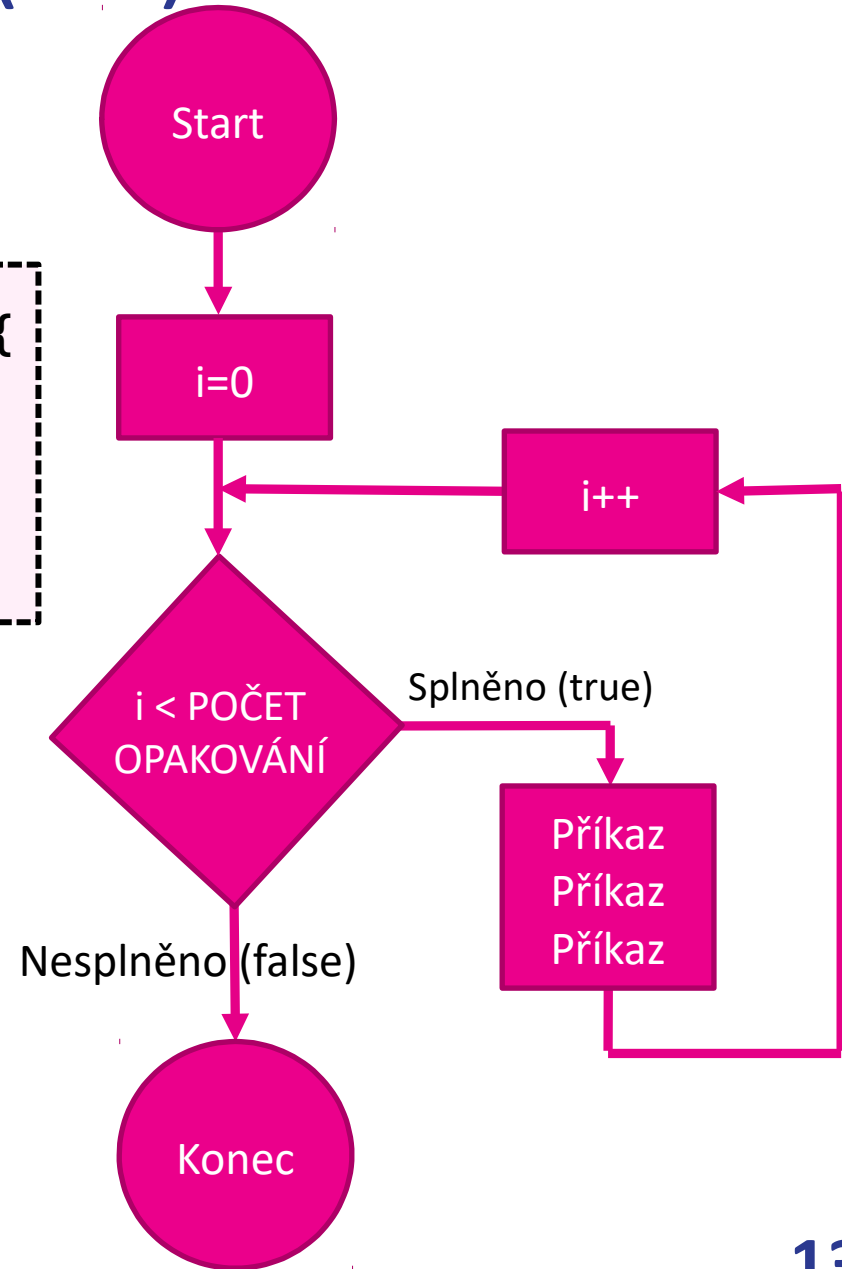 Start
{
i=0
i++
i < POČET
OPAKOVÁNÍ
Splněno (true)
Příkaz
Příkaz
Příkaz
Nesplněno (false)
Konec